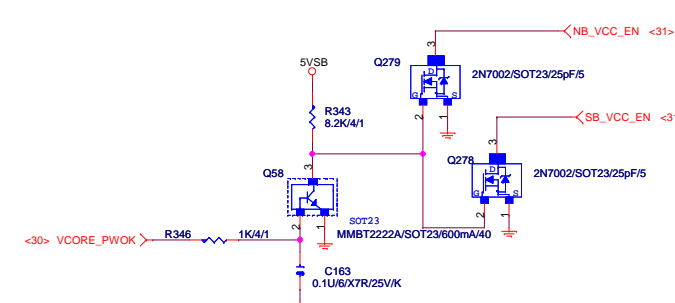 NB_VCC_EN <31>
3
5VSB
Q279
D
2N7002/SOT23/25pF/5
G
S
R343
8.2K/4/1
2
1
SB_VCC_EN <31
3
3
Q278
Q58
D
2N7002/SOT23/25pF/5
G
S
SOT23
2
1
2
1
MMBT2222A/SOT23/600mA/40
<30> VCORE_PWOK
R346
1K/4/1
C163
0.1U/6/X7R/25V/K